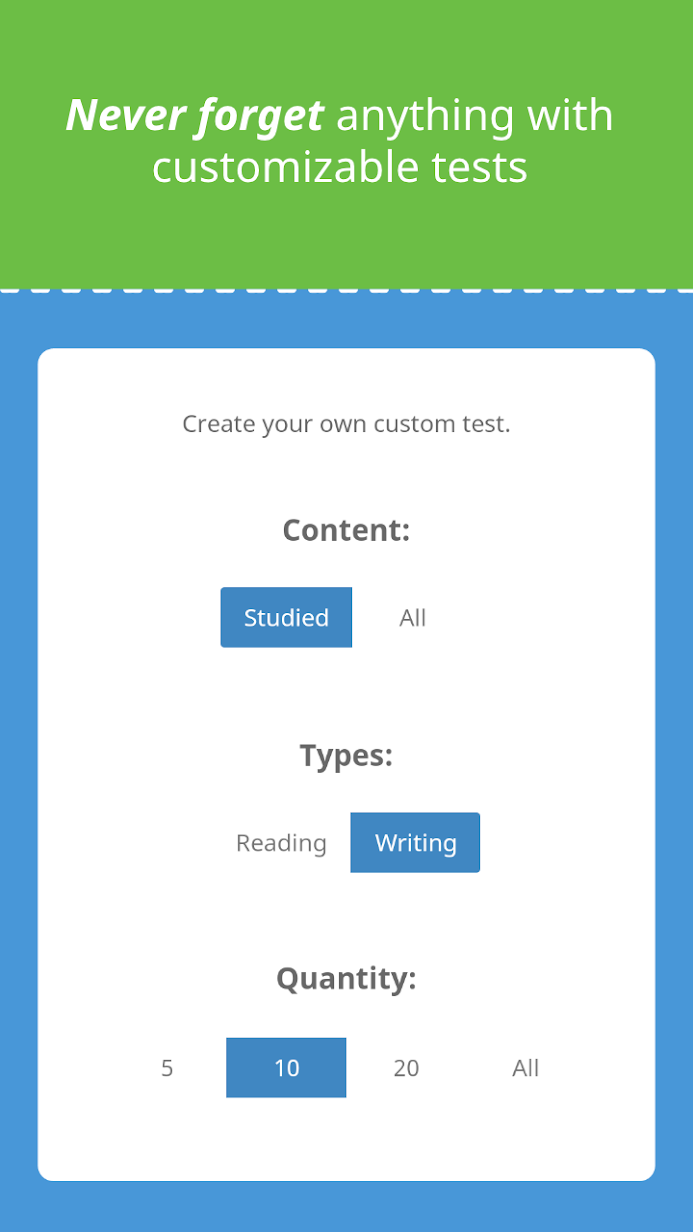 Never forget anything with
customizable tests
Create your own custom test.
Content:
Studied All
Types:
Reading Writing
Quantity:
5 10 20 All